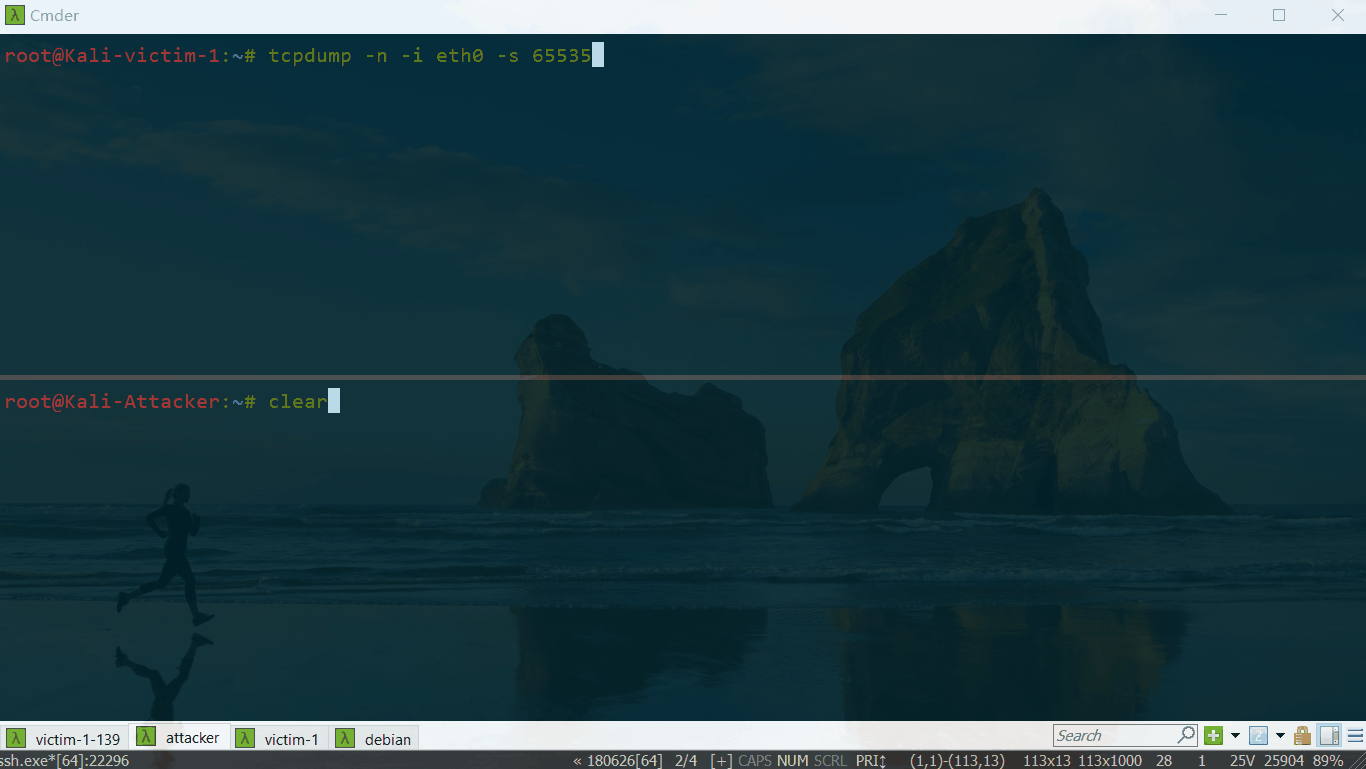 λ Cmder
root@Kali-victim-1:~# tcpdump -n -i eth0 -s 65535
root@Kali-Attacker:~# clear
λ victim-1-139 λ attacker λ victim-1 λ debian Search 2
ssh.exe*[64]:22296 « 180626[64] 2/4 [+] CAPS NUM SCRL PRI↕ (1,1)-(113,13) 113x13 113x1000 28 1 25V 25904 89%